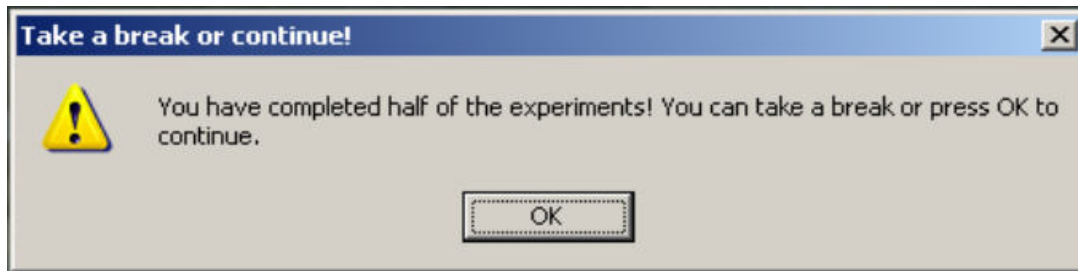 Take a break or continue!
You have completed half of the experiments! You can take a break or press OK to
continue.
OK